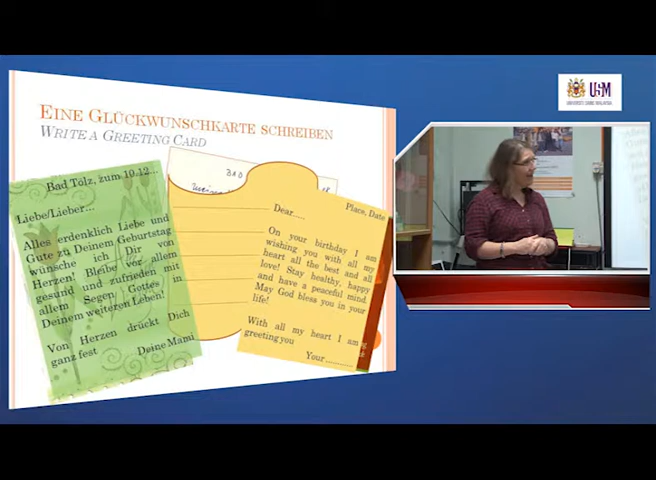 USM
EINE GLÜCKWUNSCHKARTE SCHREIBEN
WRITE A GREETING CARD
Bad Tölz, zum 10.12...
Liebe/Lieber...
Alles erdenklich Liebe und
Gute zu Deinem Geburtstag
wünsche ich Dir von
Herzen! Bleibe vor allem
gesund und zufrieden mit
allem Segen Gottes in
Deinem weiteren Leben!
Von Herzen drückt Dich
ganz fest Deine Mami
BAD
Place, Date
Dear.....
On your birthday I am
wishing you with all my
heart all the best and all
love! Stay healthy, happy
and have a peaceful mind.
May God bless you in your
life!
With all my heart I am
greeting you
Your